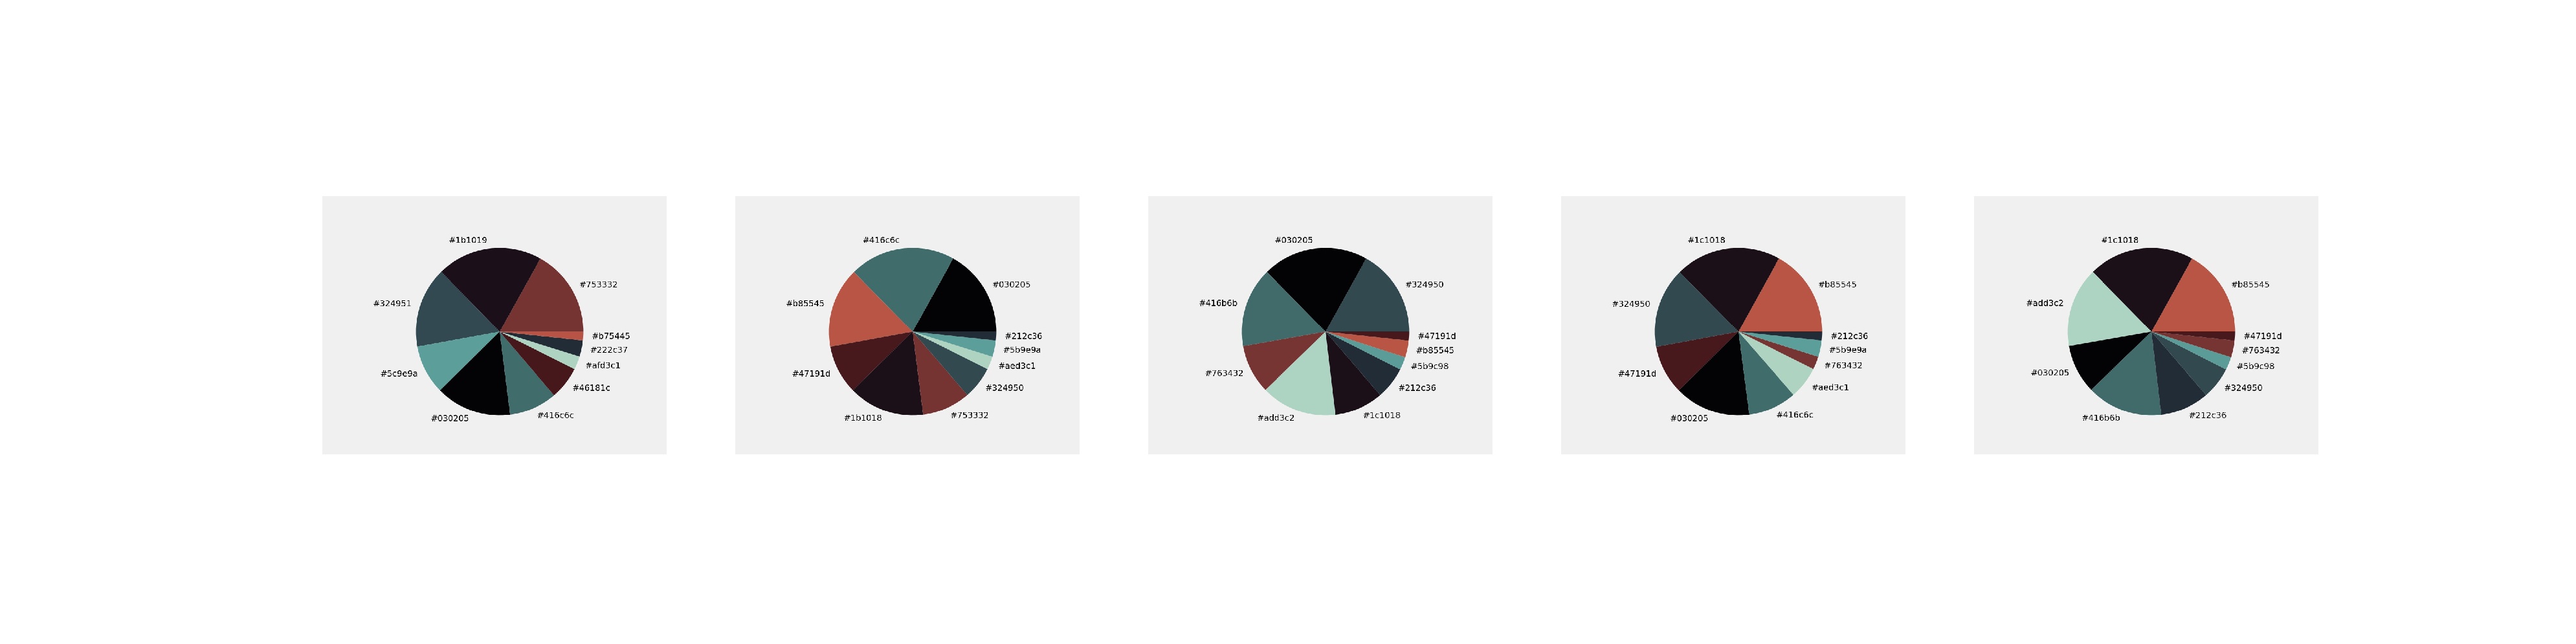 #1b1019
#753332
#324951
#b75445
#222c37
#afd3c1
#5c9e9a
#46181c
#416c6c
#030205
#416c6c
#030205
#b85545
#212c36
#5b9e9a
#aed3c1
#47191d
#324950
#753332
#1b1018
#030205
#324950
#416b6b
#47191d
#b85545
#5b9c98
#763432
#212c36
#1c1018
#add3c2
#1c1018
#b85545
#324950
#212c36
#5b9e9a
#763432
#47191d
#aed3c1
#416c6c
#030205
#1c1018
#b85545
#add3c2
#47191d
#763432
#5b9c98
#030205
#324950
#212c36
#416b6b